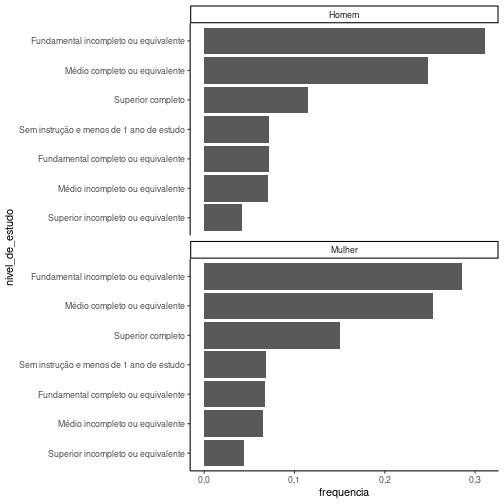 Homem
Fundamental incompleto ou equivalente
Médio completo ou equivalente
Superior completo
Sem instrução e menos de 1 ano de estudo
Fundamental completo ou equivalente
Médio incompleto ou equivalente
Superior incompleto ou equivalente
nivel_de_estudo
Mulher
Fundamental incompleto ou equivalente
Médio completo ou equivalente
Superior completo
Sem instrução e menos de 1 ano de estudo
Fundamental completo ou equivalente
Médio incompleto ou equivalente
Superior incompleto ou equivalente
0,0 0,1 0,2 0,3
frequencia